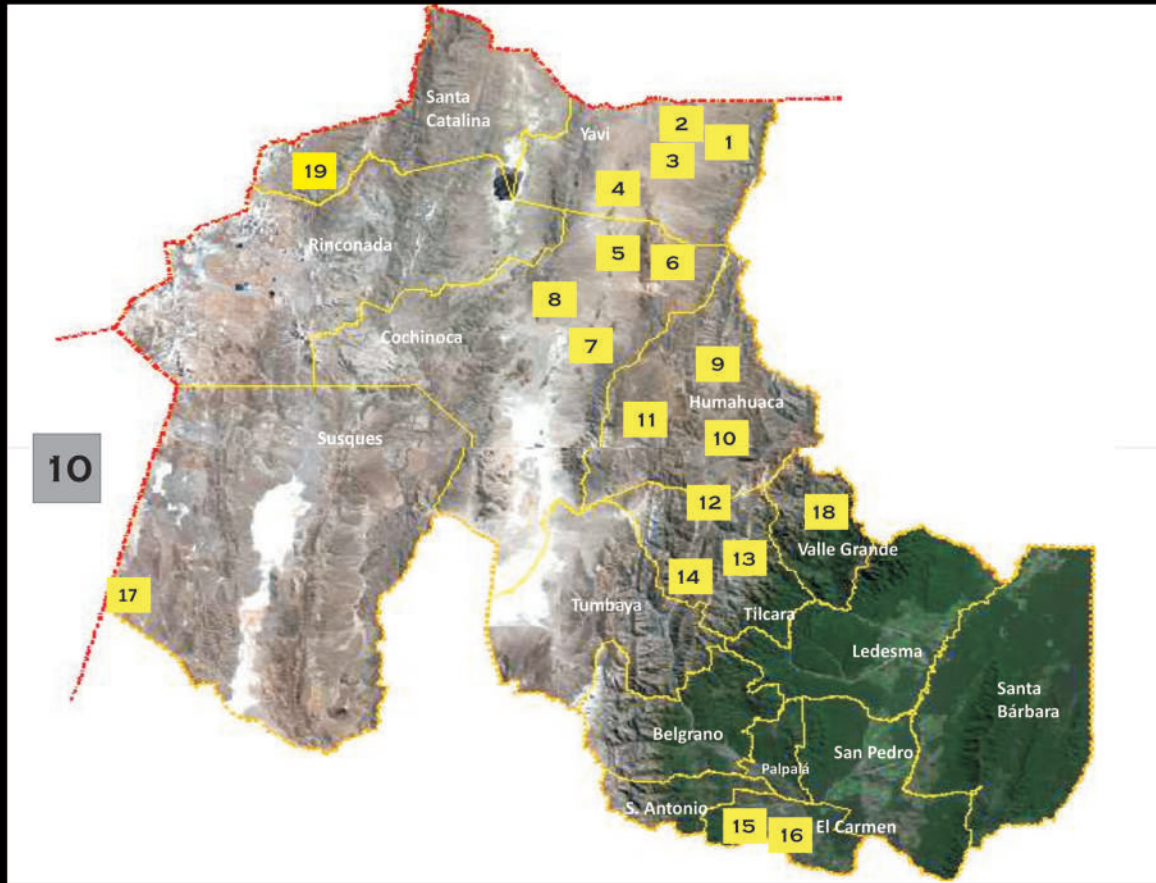 Santa
Catalina
Yavi
2
1
3
19
4
Rinconada
5
6
8
Cochinoca
7
9
Humahuaca
11
10
Susques
10
12
18
Valle Grande
13
14
17
Tumbaya
Tilcara
Ledesma
Santa
Bárbara
Belgrano
San Pedro
Palpalá
S. Antonio
15
16
El Carmen